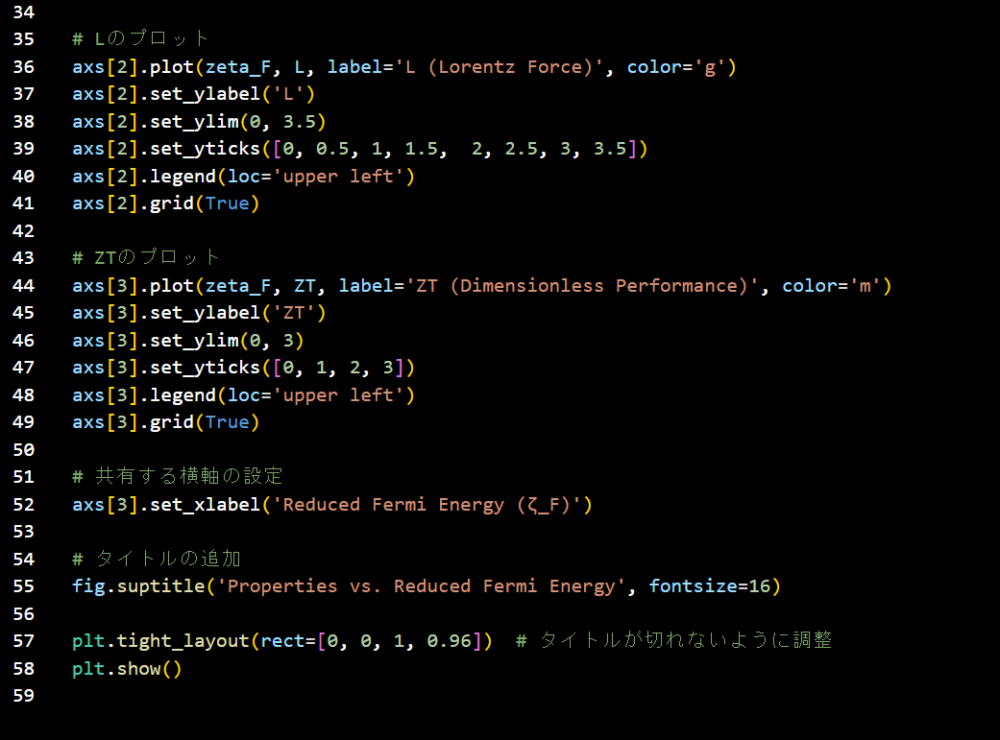 34
35 # Lのプロット
36 axs[2].plot(zeta_F, L, label='L (Lorentz Force)', color='g')
37 axs[2].set_ylabel('L')
38 axs[2].set_ylim(0, 3.5)
39 axs[2].set_yticks([0, 0.5, 1, 1.5,  2, 2.5, 3, 3.5])
40 axs[2].legend(loc='upper left')
41 axs[2].grid(True)
42
43 # ZTのプロット
44 axs[3].plot(zeta_F, ZT, label='ZT (Dimensionless Performance)', color='m')
45 axs[3].set_ylabel('ZT')
46 axs[3].set_ylim(0, 3)
47 axs[3].set_yticks([0, 1, 2, 3])
48 axs[3].legend(loc='upper left')
49 axs[3].grid(True)
50
51 # 共有する横軸の設定
52 axs[3].set_xlabel('Reduced Fermi Energy (ζ_F)')
53
54 # タイトルの追加
55 fig.suptitle('Properties vs. Reduced Fermi Energy', fontsize=16)
56
57 plt.tight_layout(rect=[0, 0, 1, 0.96])  # タイトルが切れないように調整
58 plt.show()
59